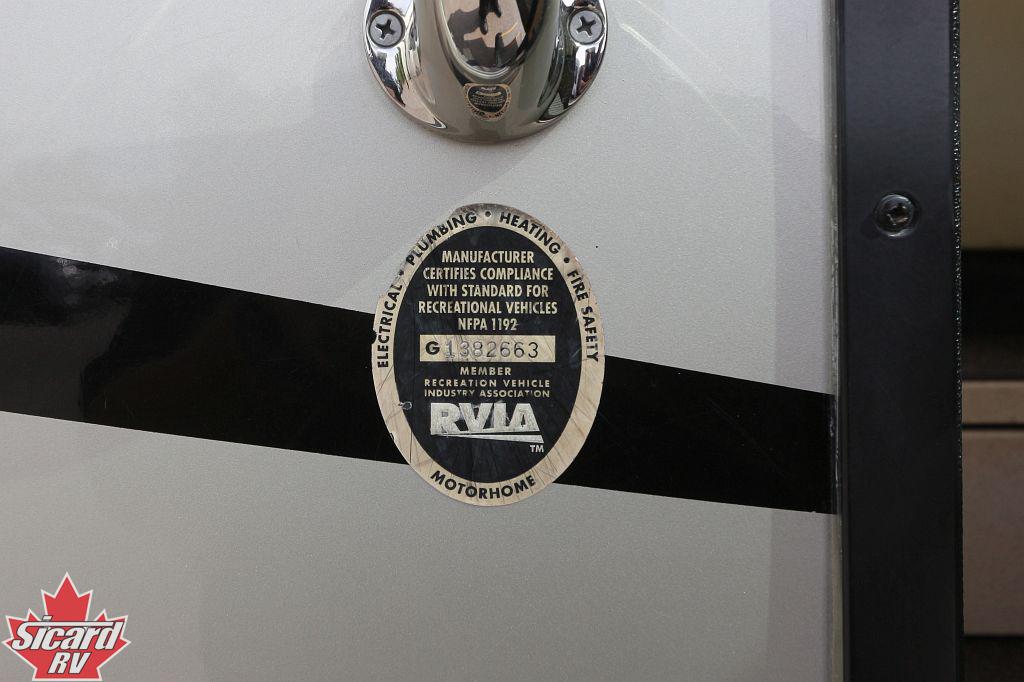 ELECTRICAL • PLUMBING • HEATING • FIRE SAFETY
MANUFACTURER
CERTIFIES COMPLIANCE
WITH STANDARD FOR
RECREATIONAL VEHICLES
NFPA 1192
G1382663
MEMBER
RECREATION VEHICLE
INDUSTRY ASSOCIATION
RVIA
TM
MOTORHOME
Sicard
RV